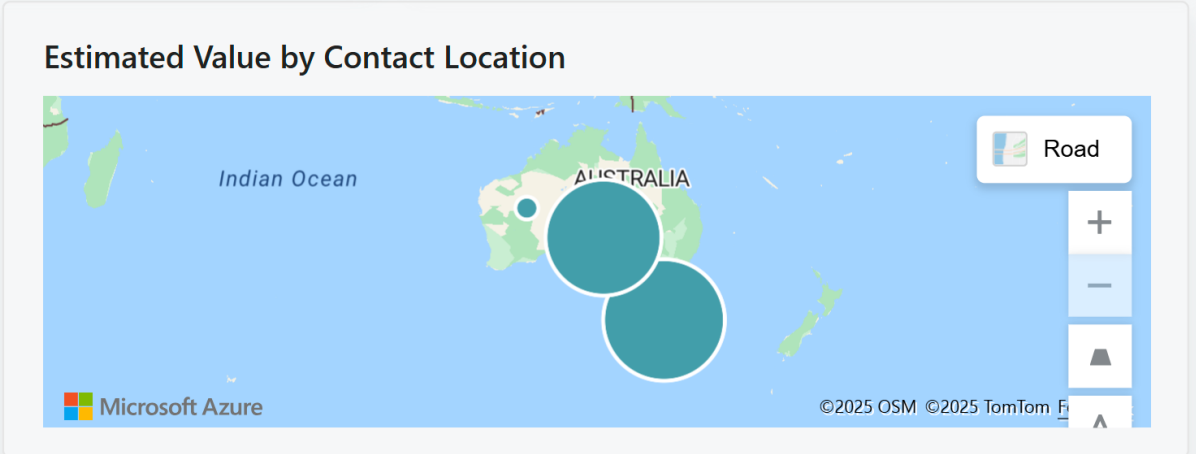 Estimated Value by Contact Location
Road
Indian Ocean
AUSTRALIA
Microsoft Azure
©2025 OSM ©2025 TomTom